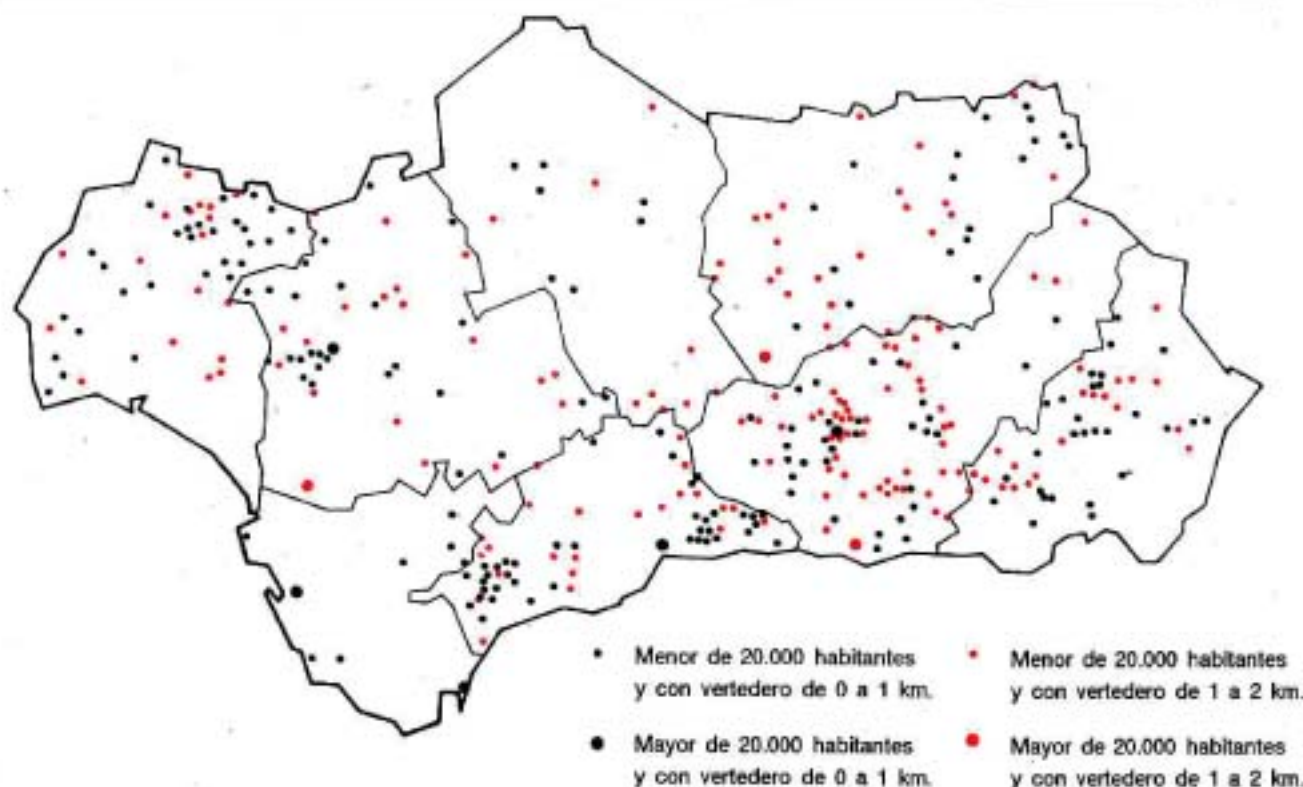 Menor de 20.000 habitantes
y con vertedero de 0 a 1 km.
Menor de 20.000 habitantes
y con vertedero de 1 a 2 km.
Mayor de 20.000 habitantes
y con vertedero de 0 a 1 km.
Mayor de 20.000 habitantes
y con vertedero de 1 a 2 km.